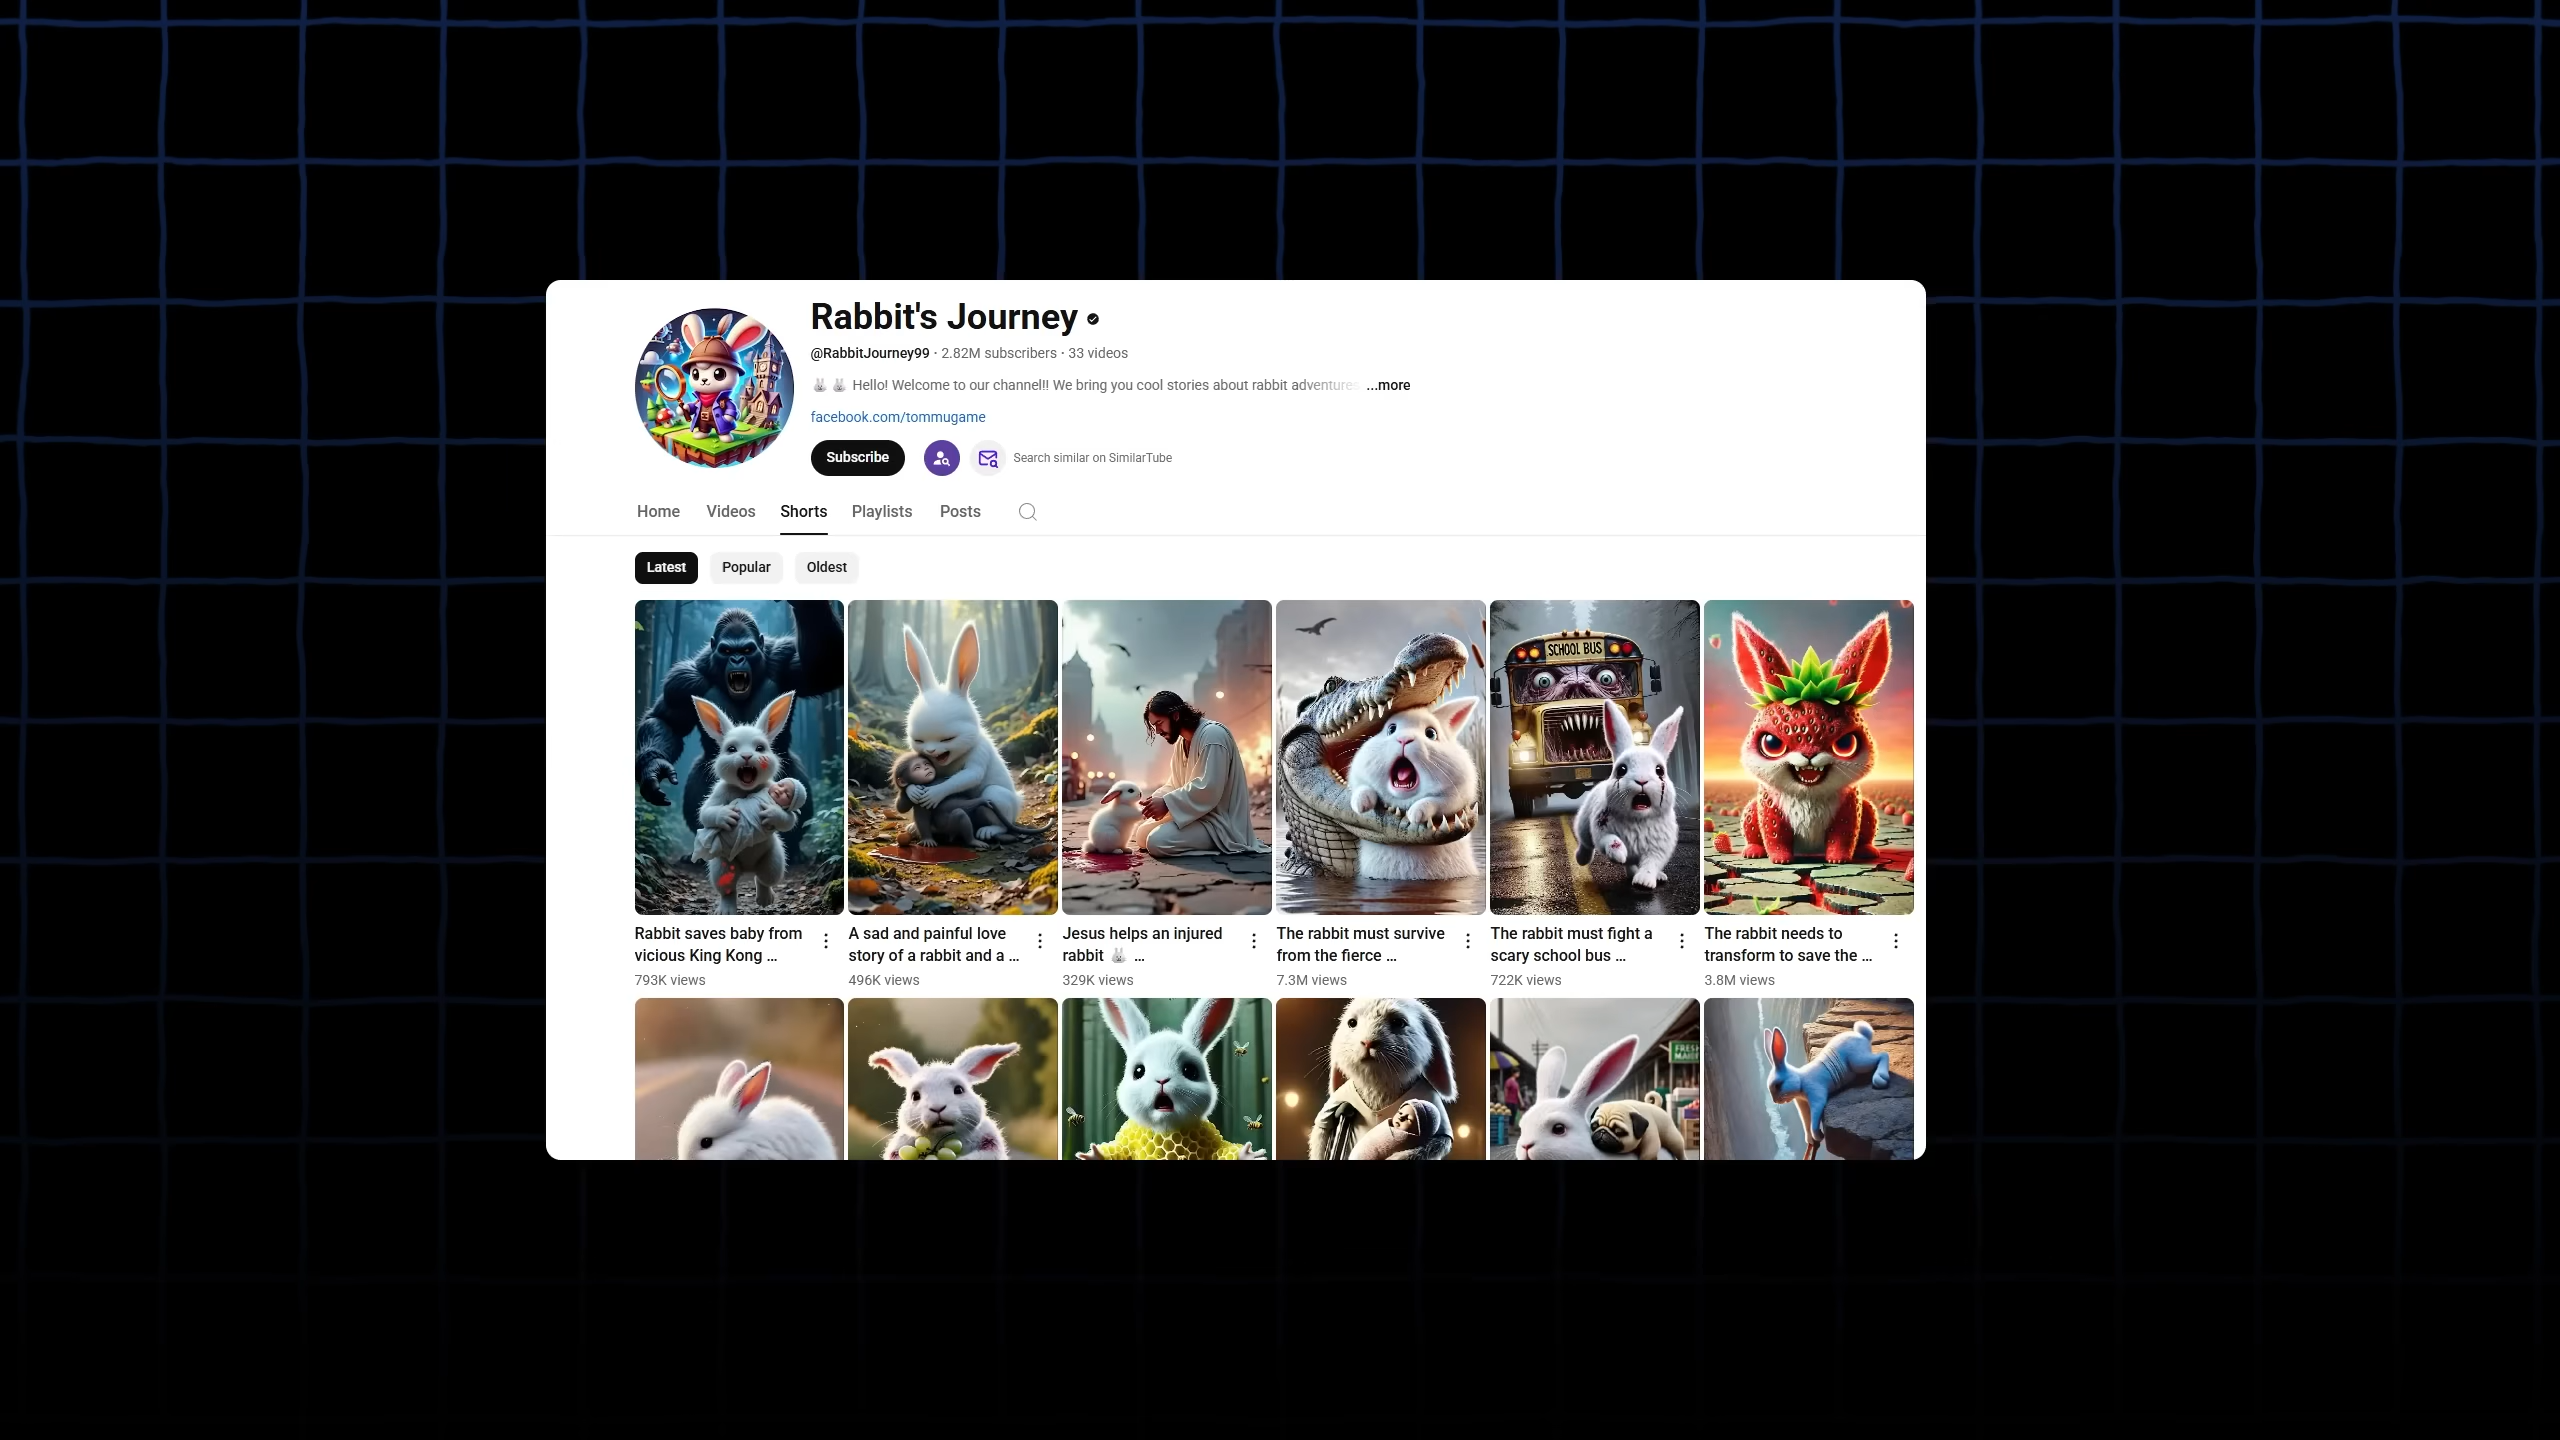 Rabbit's Journey
@RabbitJourney99 · 2.82M subscribers · 33 videos
🐰 🐰 Hello! Welcome to our channel!! We bring you cool stories about rabbit adventures ...more
facebook.com/tommugame
Subscribe
Search similar on SimilarTube
Home Videos Shorts Playlists Posts
Latest Popular Oldest
SCHOOL BUS
Rabbit saves baby from
vicious King Kong ...
793K views
A sad and painful love
story of a rabbit and a ...
496K views
Jesus helps an injured
rabbit 🐰 ...
329K views
The rabbit must survive
from the fierce ...
7.3M views
The rabbit must fight a
scary school bus ...
722K views
The rabbit needs to
transform to save the ...
3.8M views
FRESH